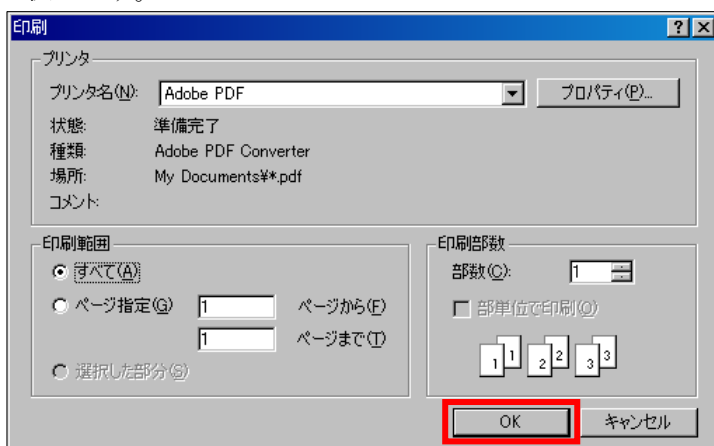 印刷
プリンタ
プリンタ名(N): Adobe PDF プロパティ(P)...
状態: 準備完了
種類: Adobe PDF Converter
場所: My Documents¥*.pdf
コメント:
印刷範囲
すべて(A)
ページ指定(G) 1 ページから(F)
1 ページまで(T)
選択した部分(S)
印刷部数
部数(C): 1
部単位で印刷(O)
1 1 2 2 3 3
OK キャンセル